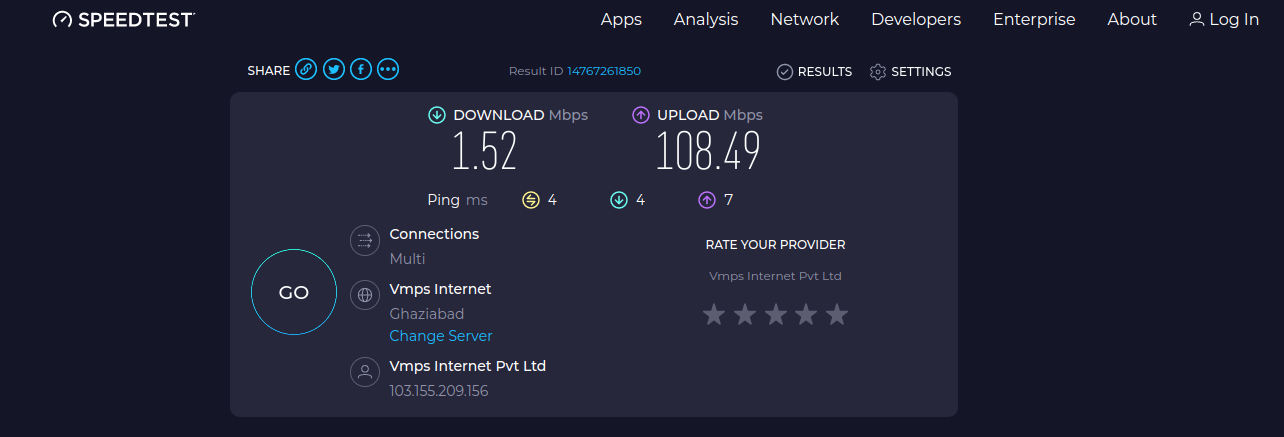 SPEEDTEST
Apps Analysis Network Developers Enterprise About Log In
SHARE Result ID 14767261850 RESULTS SETTINGS
DOWNLOAD Mbps UPLOAD Mbps
1.52 108.49
Ping ms 4 4 7
Connections
Multi
RATE YOUR PROVIDER
Vmps Internet Pvt Ltd
GO
Vmps Internet
Ghaziabad
Change Server
Vmps Internet Pvt Ltd
103.155.209.156